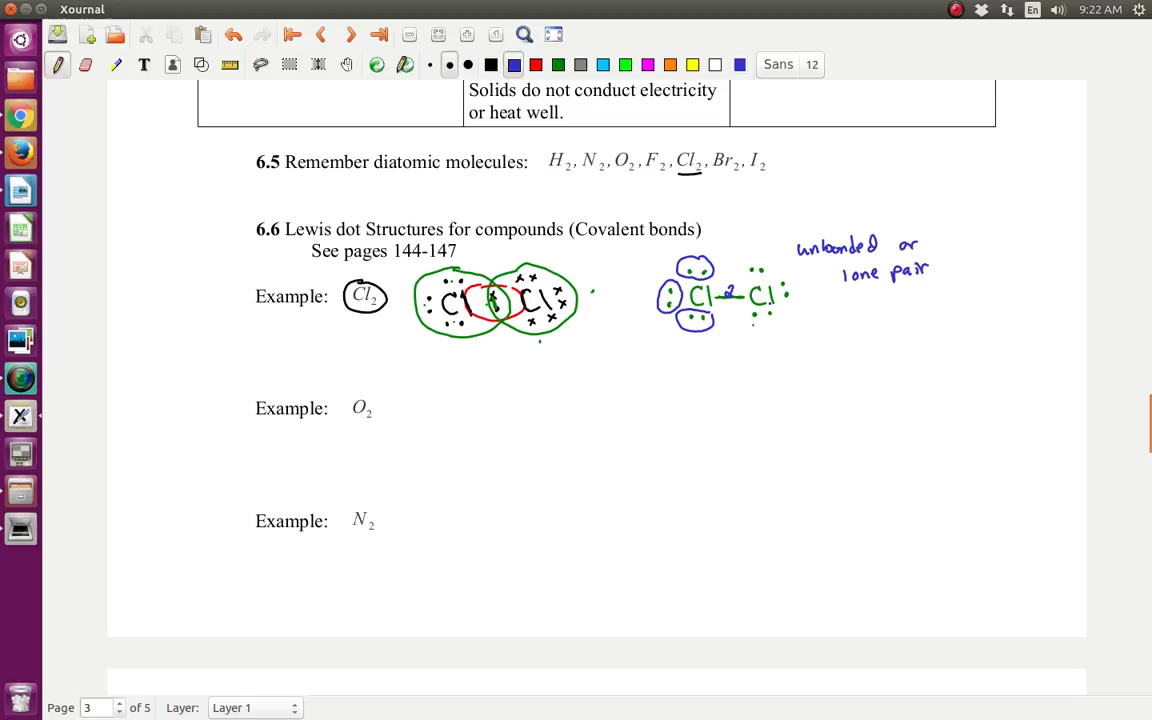 Xournal
En
9:22 AM
Sans 12
Solids do not conduct electricity
or heat well.
6.5 Remember diatomic molecules: H2, N2, O2, F2, Cl2, Br2, I2
6.6 Lewis dot Structures for compounds (Covalent bonds)
See pages 144-147
unbonded or
lone pair
Example: Cl2 Cl Cl Cl 2 Cl
Example: O2
Example: N2
Page 3 of 5 Layer: Layer 1